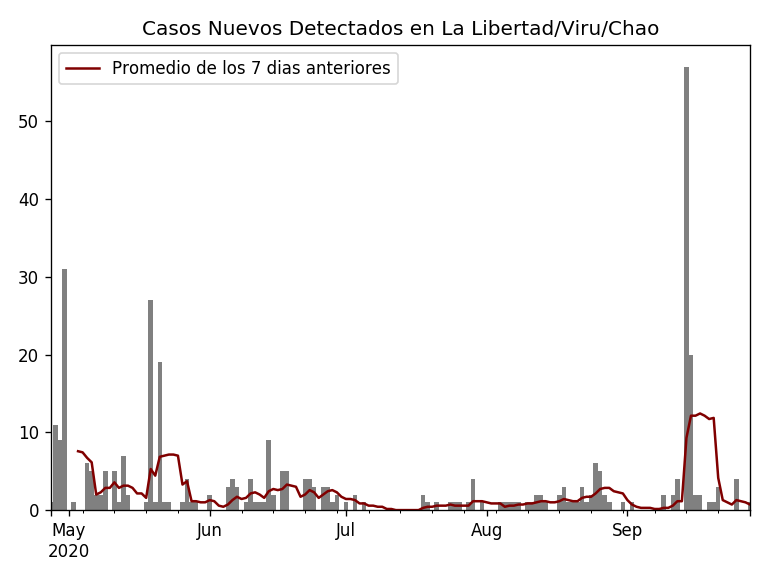 Casos Nuevos Detectados en La Libertad/Viru/Chao
Promedio de los 7 dias anteriores
50
40
30
20
10
0
May Jun Jul Aug Sep
2020